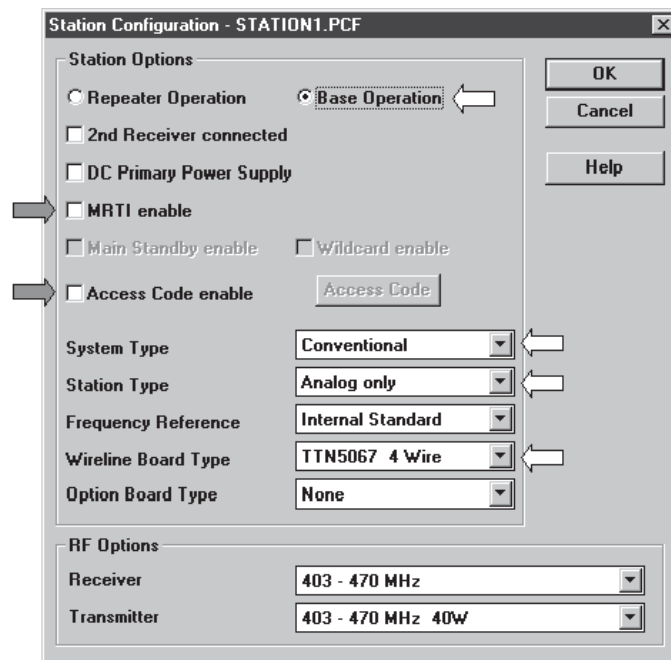 Station Configuration - STATION1.PCF
Station Options
Repeater Operation Base Operation
2nd Receiver connected
DC Primary Power Supply
MRTI enable
Main Standby enable Wildcard enable
Access Code enable Access Code
System Type Conventional
Station Type Analog only
Frequency Reference Internal Standard
Wireline Board Type TTN5067 4 Wire
Option Board Type None
OK
Cancel
Help
RF Options
Receiver 403 - 470 MHz
Transmitter 403 - 470 MHz 40W